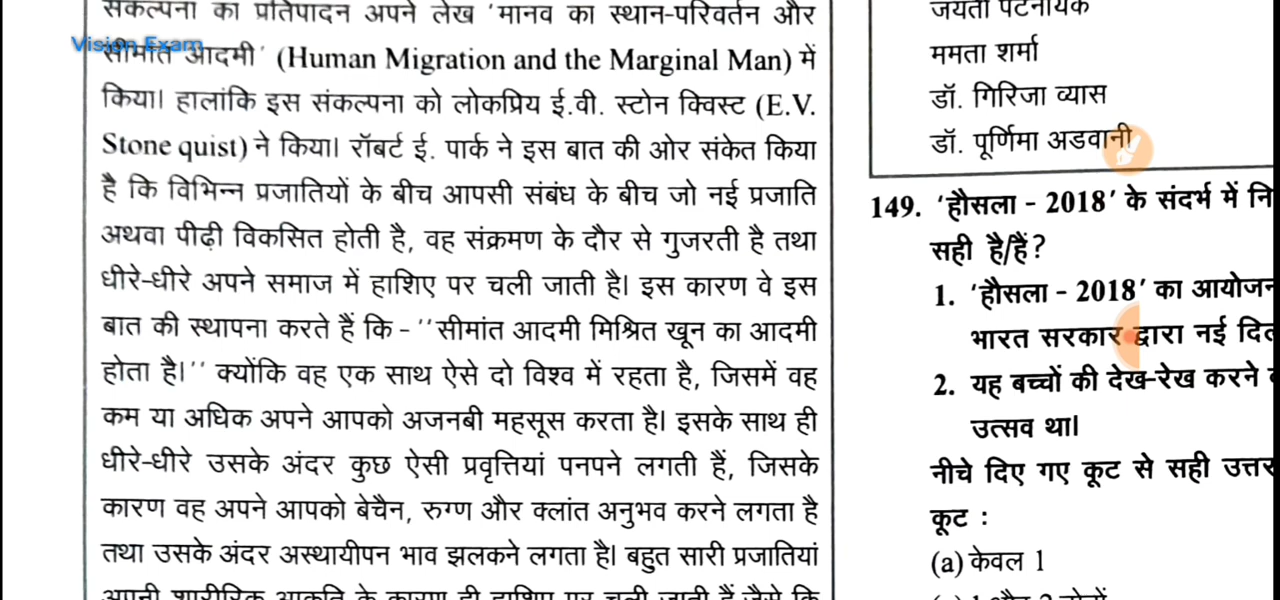 संकल्पना का प्रतिपादन अपने लेख 'मानव का स्थान-परिवर्तन और
Vision Exam
सीमांत आदमी' (Human Migration and the Marginal Man) में
किया। हालांकि इस संकल्पना को लोकप्रिय ई.वी. स्टोन क्विस्ट (E.V.
Stone quist) ने किया। रॉबर्ट ई. पार्क ने इस बात की ओर संकेत किया
है कि विभिन्न प्रजातियों के बीच आपसी संबंध के बीच जो नई प्रजाति
अथवा पीढ़ी विकसित होती है, वह संक्रमण के दौर से गुजरती है तथा
धीरे-धीरे अपने समाज में हाशिए पर चली जाती है। इस कारण वे इस
बात की स्थापना करते हैं कि - ''सीमांत आदमी मिश्रित खून का आदमी
होता है।'' क्योंकि वह एक साथ ऐसे दो विश्व में रहता है, जिसमें वह
कम या अधिक अपने आपको अजनबी महसूस करता है। इसके साथ ही
धीरे-धीरे उसके अंदर कुछ ऐसी प्रवृत्तियां पनपने लगती हैं, जिसके
कारण वह अपने आपको बेचैन, रुग्ण और क्लांत अनुभव करने लगता है
तथा उसके अंदर अस्थायीपन भाव झलकने लगता है। बहुत सारी प्रजातियां
अपनी शारीरिक आकृति के कारण ही हाशिए पर चली जाती हैं जैसे कि
जयंती पटनायक
ममता शर्मा
डॉ. गिरिजा व्यास
डॉ. पूर्णिमा अडवानी
149. 'हौसला - 2018' के संदर्भ में
सही है/हैं?
1. 'हौसला - 2018' का आयोजन
भारत सरकार द्वारा नई
2. यह बच्चों की देख-रेख करने
उत्सव था।
नीचे दिए गए कूट से सही उत्तर
कूट :
(a) केवल 1